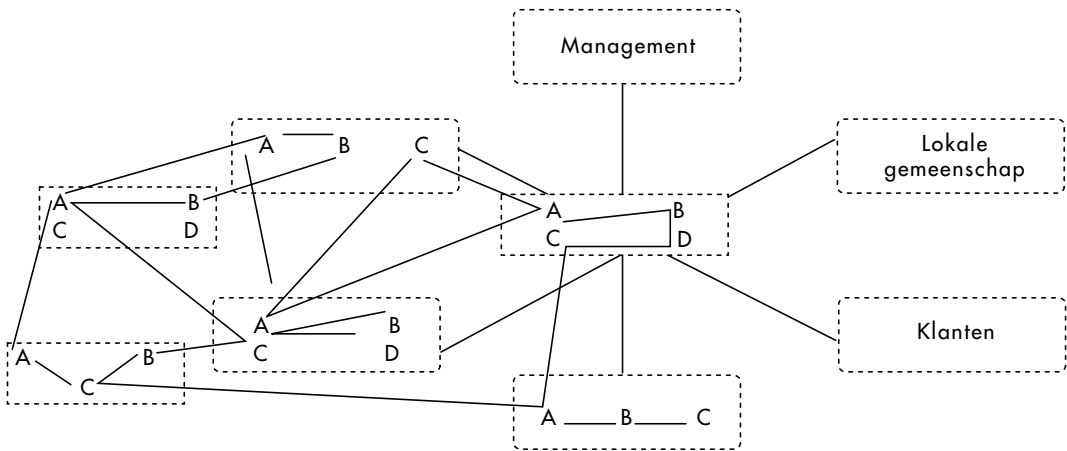 Management
Lokale
gemeenschap
A B C
A B
C D
A B
C D
A B
C D
Klanten
A B
C
A B C